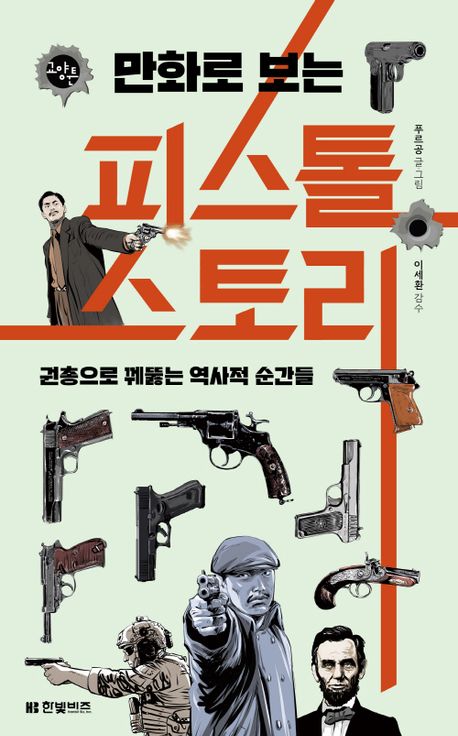 교양툰
만화로 보는
피스톨
스토리
푸르공 글·그림
이세환 감수
권총으로 꿰뚫는 역사적 순간들
HB 한빛비즈